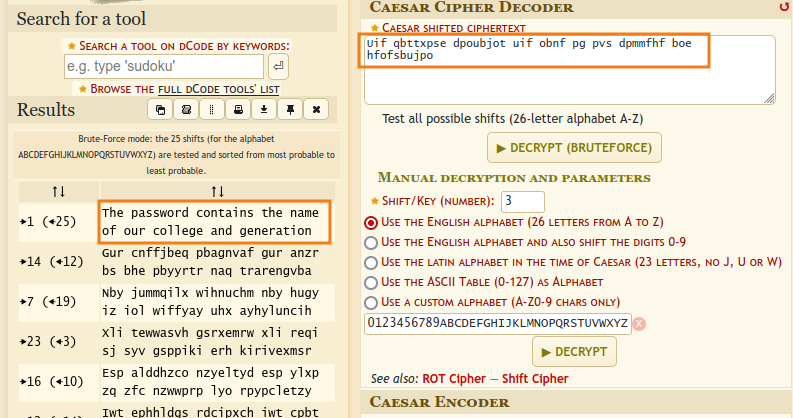 Search for a tool
★ Search a tool on dCode by keywords:
e.g. type 'sudoku'
★ Browse the full dCode tools' list
Results
Brute-Force mode: the 25 shifts (for the alphabet
ABCDEFGHIJKLMNOPQRSTUVWXYZ) are tested and sorted from most probable to
least probable.
↑↓ ↑↓
➔1 (←25) The password contains the name
of our college and generation
➔14 (←12) Gur cnffjbeq pbagnvaf gur anzr
bs bhe pbyyrtr naq trarengvba
➔7 (←19) Nby jummqilx wihnuchm nby hugy
iz iol wiffyay uhx ayhyluncih
➔23 (←3) Xli tewwasvh gsrxemrw xli reqi
sj syv gsppiki erh kirivexmsr
➔16 (←10) Esp alddhzco nzyeltyd esp ylxp
zq zfc nzwwprp lyo rpypcletzy
Iwt ephhldgs rdcipxch iwt cpbt
Caesar Cipher Decoder
★ Caesar shifted ciphertext
Uif qbttxpse dpoubjot uif obnf pg pvs dpmmfhf boe
hfofsbujpo
Test all possible shifts (26-letter alphabet A-Z)
▶ DECRYPT (BRUTEFORCE)
Manual decryption and parameters
★ Shift/Key (number): 3
Use the English alphabet (26 letters from A to Z)
Use the English alphabet and also shift the digits 0-9
Use the latin alphabet in the time of Caesar (23 letters, no J, U or W)
Use the ASCII Table (0-127) as Alphabet
Use a custom alphabet (A-Z0-9 chars only)
0123456789ABCDEFGHIJKLMNOPQRSTUVWXYZ X
▶ DECRYPT
See also: ROT Cipher — Shift Cipher
Caesar Encoder